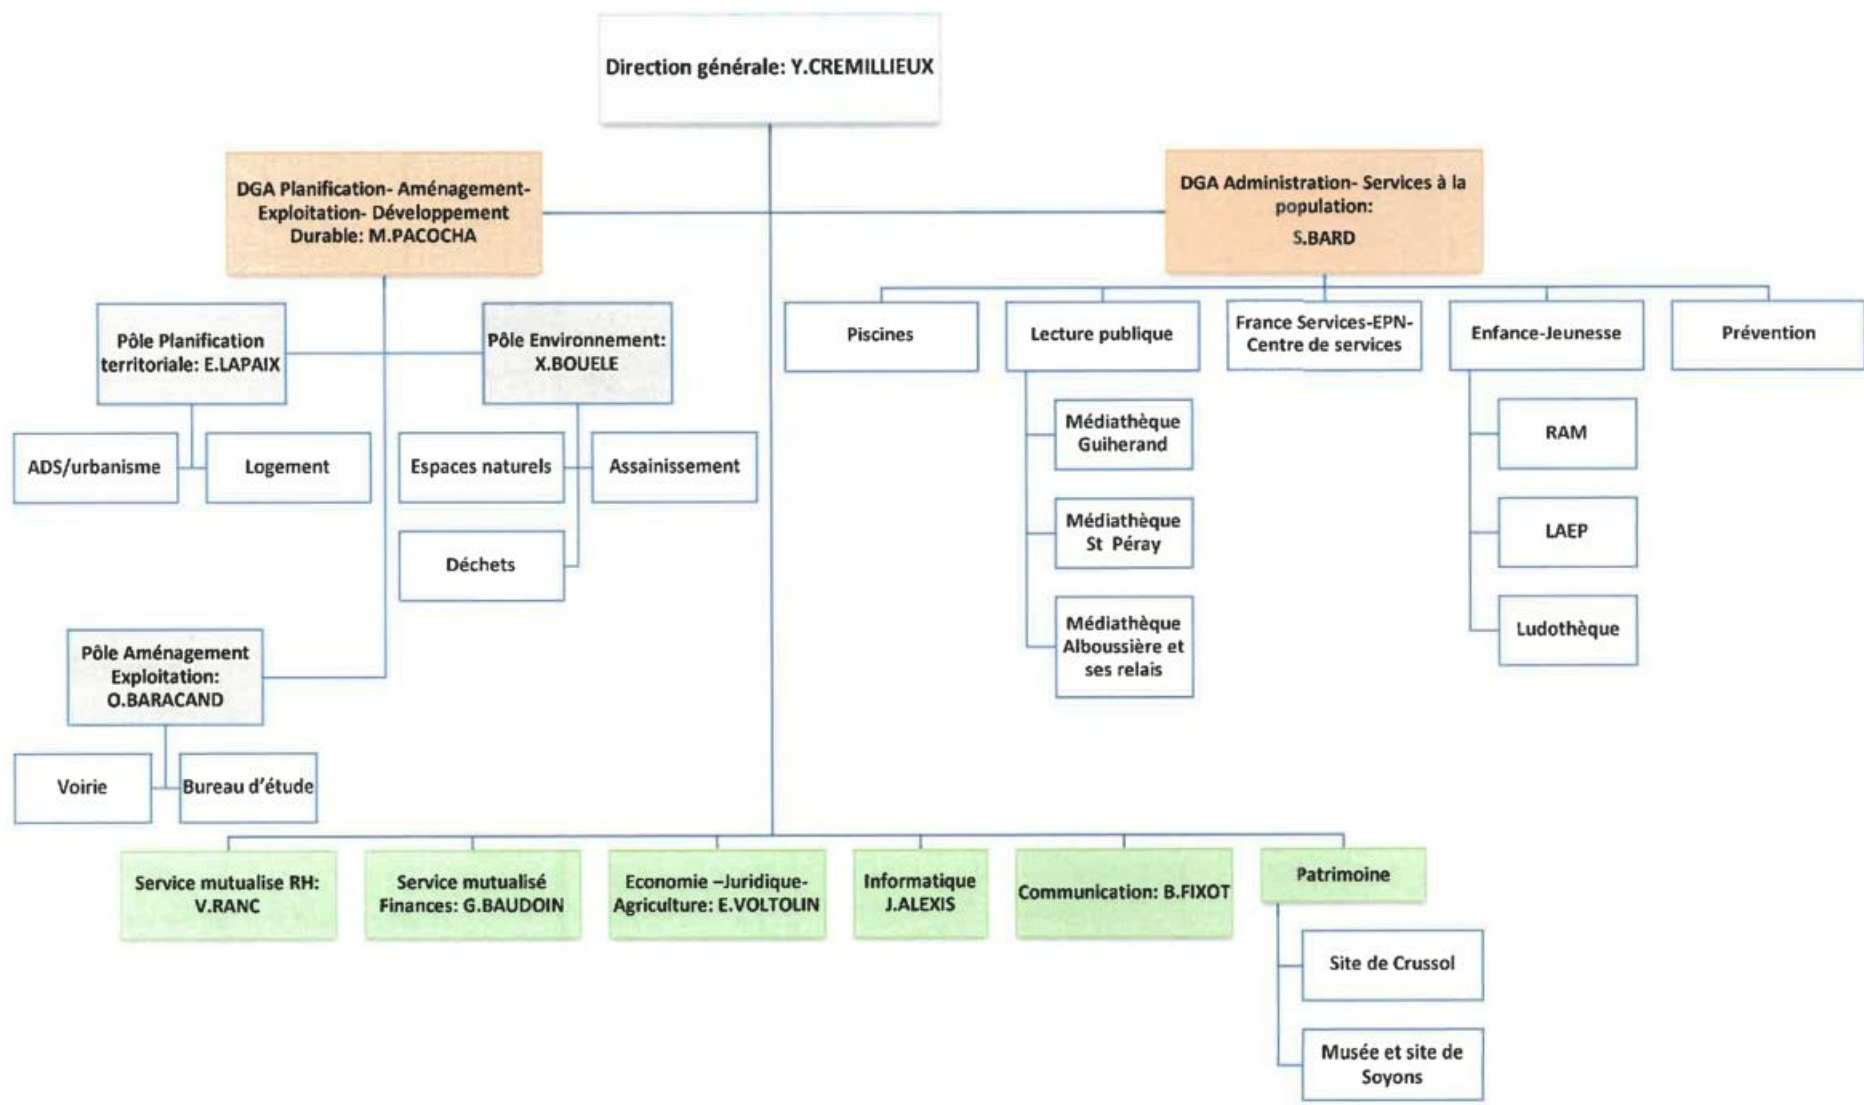 Direction générale: Y.CREMILLIEUX
DGA Planification- Aménagement-
Exploitation- Développement
Durable: M.PACOCHA
DGA Administration- Services à la
population:
S.BARD
Pôle Planification
territoriale: E.LAPAIX
Pôle Environnement:
X.BOUELE
Piscines
Lecture publique
France Services-EPN-
Centre de services
Enfance-Jeunesse
Prévention
ADS/urbanisme
Logement
Espaces naturels
Assainissement
Déchets
Médiathèque
Guiherand
Médiathèque
St Péray
Médiathèque
Alboussière et
ses relais
RAM
LAEP
Ludothèque
Pôle Aménagement
Exploitation:
O.BARACAND
Voirie
Bureau d'étude
Service mutualise RH:
V.RANC
Service mutualisé
Finances: G.BAUDOIN
Economie –Juridique-
Agriculture: E.VOLTOLIN
Informatique
J.ALEXIS
Communication: B.FIXOT
Patrimoine
Site de Crussol
Musée et site de
Soyons